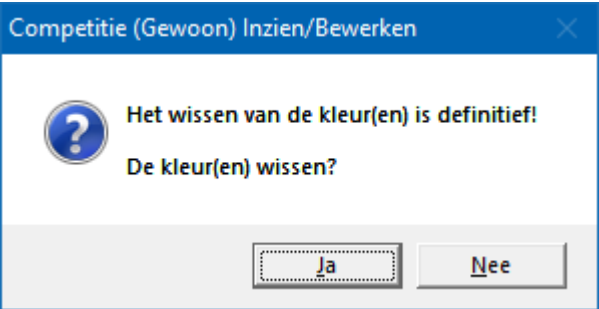 Competitie (Gewoon) Inzien/Bewerken
Het wissen van de kleur(en) is definitief!
De kleur(en) wissen?
Ja
Nee